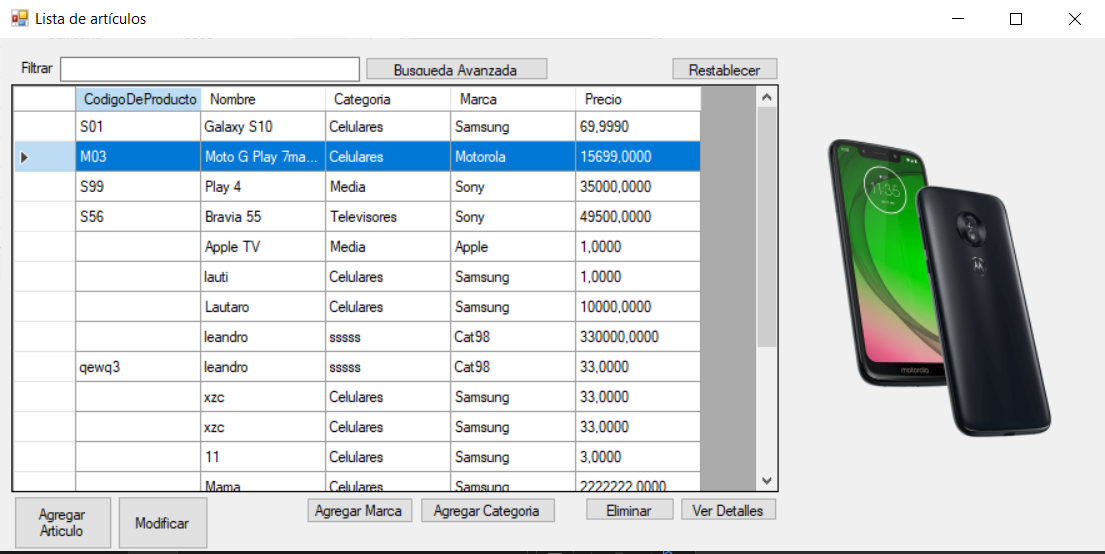 Lista de artículos
Filtrar
Busqueda Avanzada
Restablecer
CodigoDeProducto Nombre Categoria Marca Precio
S01 Galaxy S10 Celulares Samsung 69,9990
M03 Moto G Play 7ma... Celulares Motorola 15699,0000
S99 Play 4 Media Sony 35000,0000
S56 Bravia 55 Televisores Sony 49500,0000
Apple TV Media Apple 1,0000
lauti Celulares Samsung 1,0000
Lautaro Celulares Samsung 10000,0000
leandro sssss Cat98 330000,0000
qewq3 leandro sssss Cat98 33,0000
xzc Celulares Samsung 33,0000
xzc Celulares Samsung 33,0000
11 Celulares Samsung 3,0000
Mama Celulares Samsung 2222222,0000
Agregar
Articulo
Modificar
Agregar Marca
Agregar Categoria
Eliminar
Ver Detalles
11:35
motorola